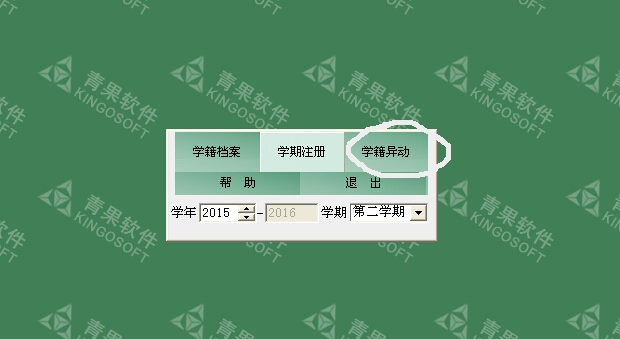 青果软件
KINGOSOFT
学籍档案 学期注册 学籍异动
帮 助 退 出
学年 2015 - 2016 学期 第二学期